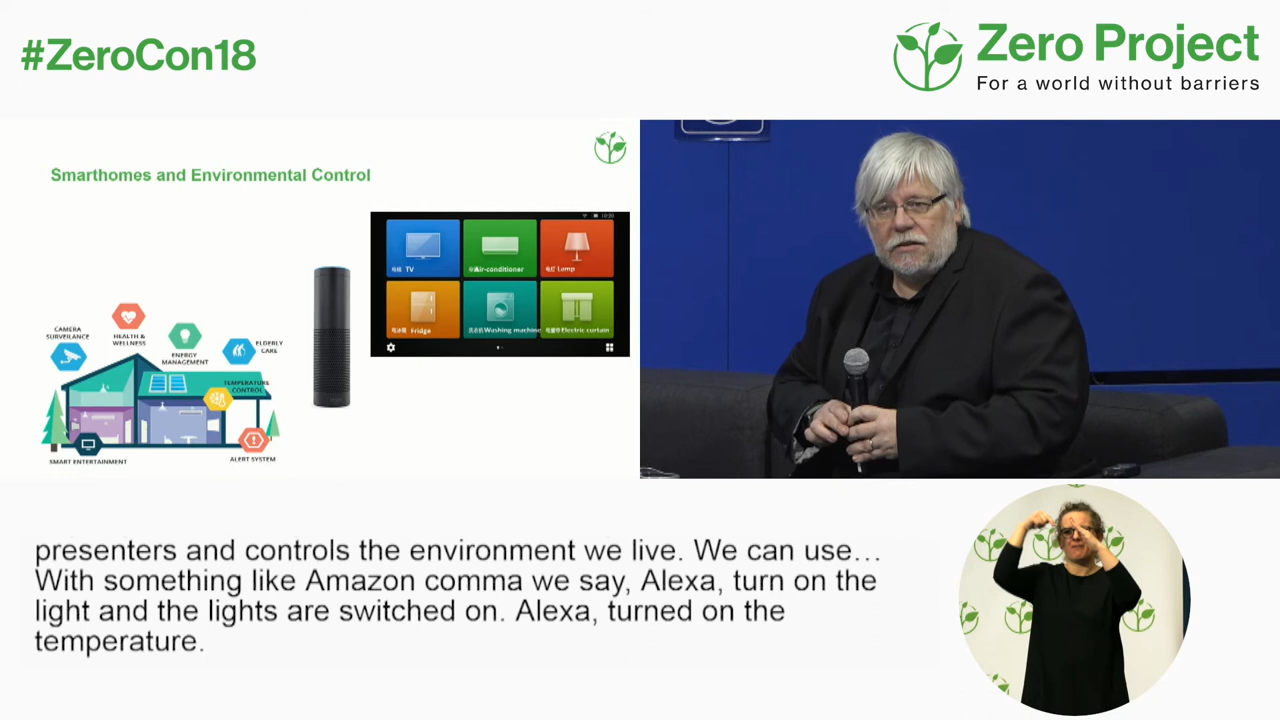 #ZeroCon18
Zero Project
For a world without barriers
Smarthomes and Environmental Control
TV
Air-conditioner
Lamp
Fridge
Washing machine
Electric curtain
CAMERA
SURVEILANCE
HEALTH &
WELLNESS
ENERGY
MANAGEMENT
ELDERLY
CARE
TEMPERATURE
CONTROL
SMART ENTERTAINMENT
ALERT SYSTEM
presenters and controls the environment we live. We can use…
With something like Amazon comma we say, Alexa, turn on the
light and the lights are switched on. Alexa, turned on the
temperature.